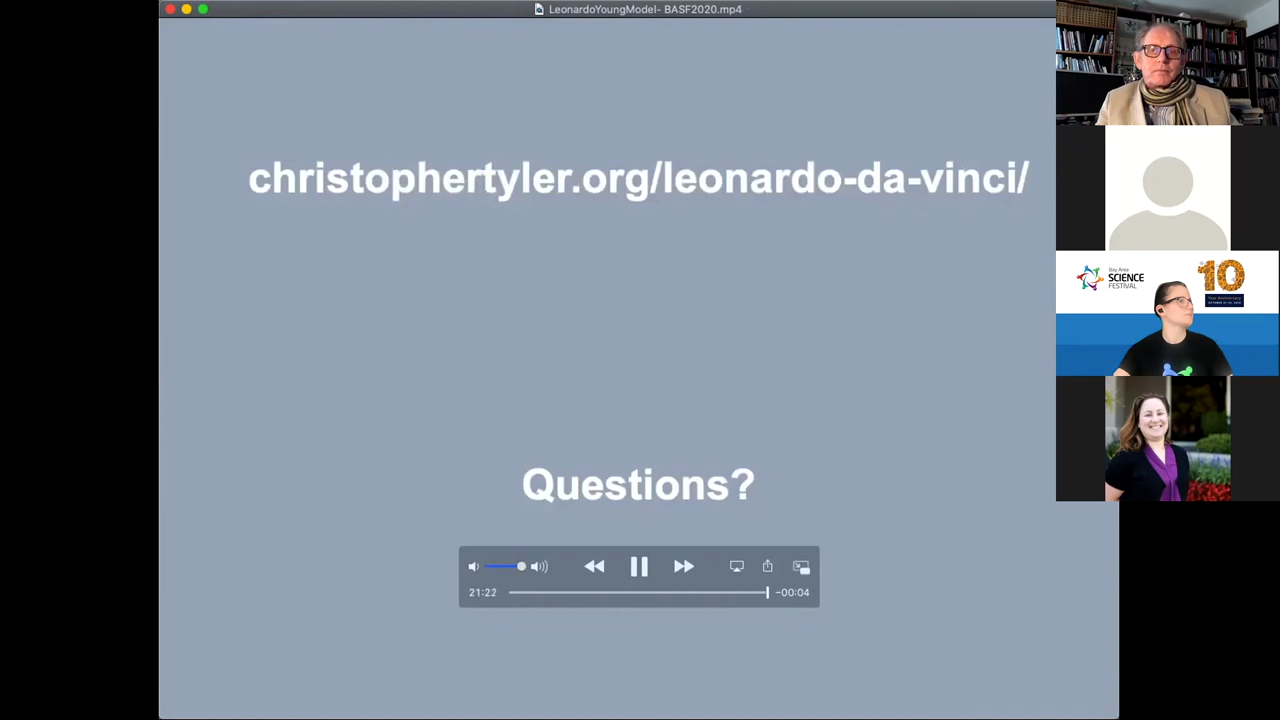 LeonardoYoungModel- BASF2020.mp4
christophertyler.org/leonardo-da-vinci/
Bay Area
SCIENCE
FESTIVAL
10
Questions?
21:22
-00:04